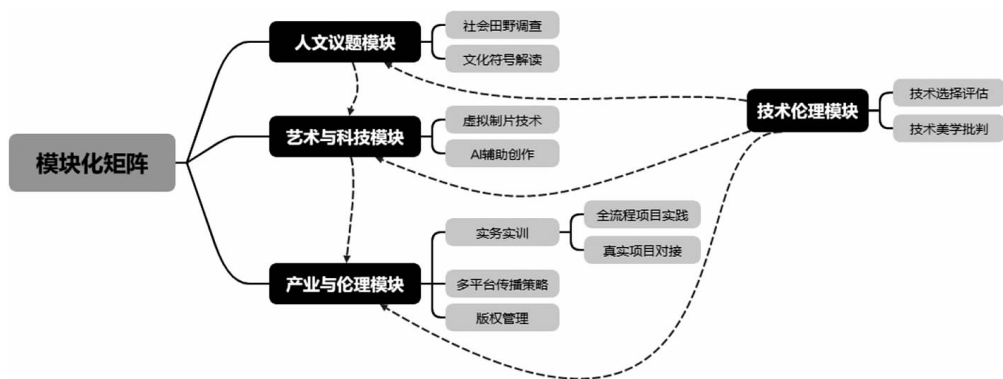 模块化矩阵
人文议题模块
社会田野调查
文化符号解读
艺术与科技模块
虚拟制片技术
AI辅助创作
产业与伦理模块
实务实训
全流程项目实践
真实项目对接
多平台传播策略
版权管理
技术伦理模块
技术选择评估
技术美学批判